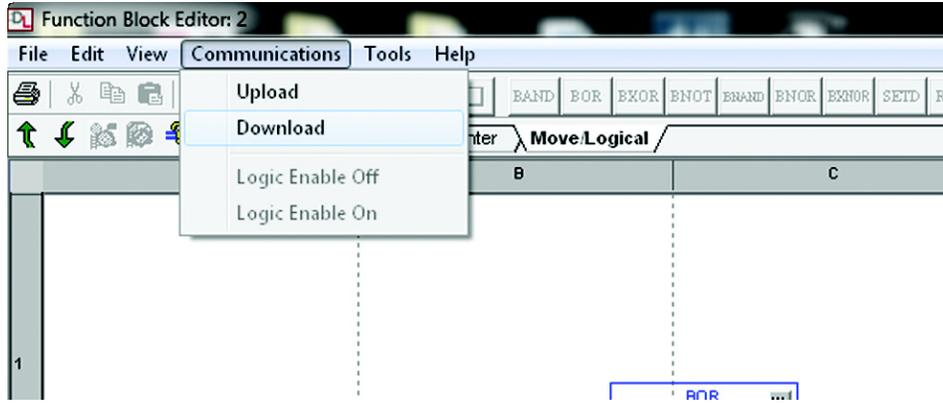 DL Function Block Editor: 2
File Edit View Communications Tools Help
Upload
BAND BOR BXOR BNOT BNAND BNOR BXNOR SETD
Download
Move/Logical
B C
Logic Enable Off
Logic Enable On
1
BOR ...